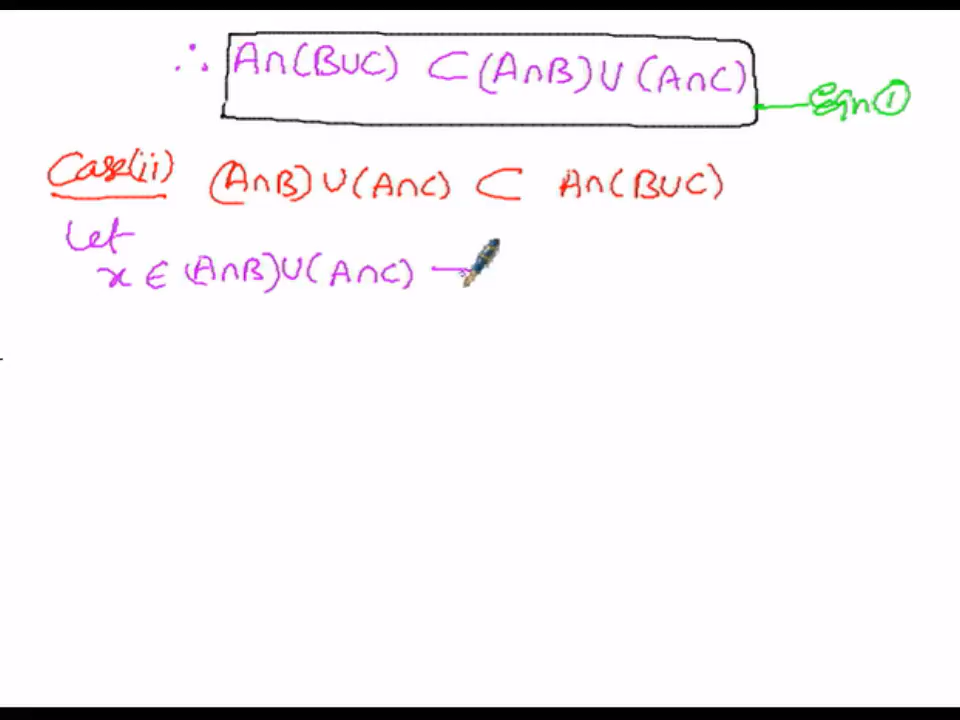 ∴ A∩(B∪C) ⊂ (A∩B)∪(A∩C)
Eqn ①
Case(ii) (A∩B)∪(A∩C) ⊂ A∩(B∪C)
Let
x ∈ (A∩B)∪(A∩C) →